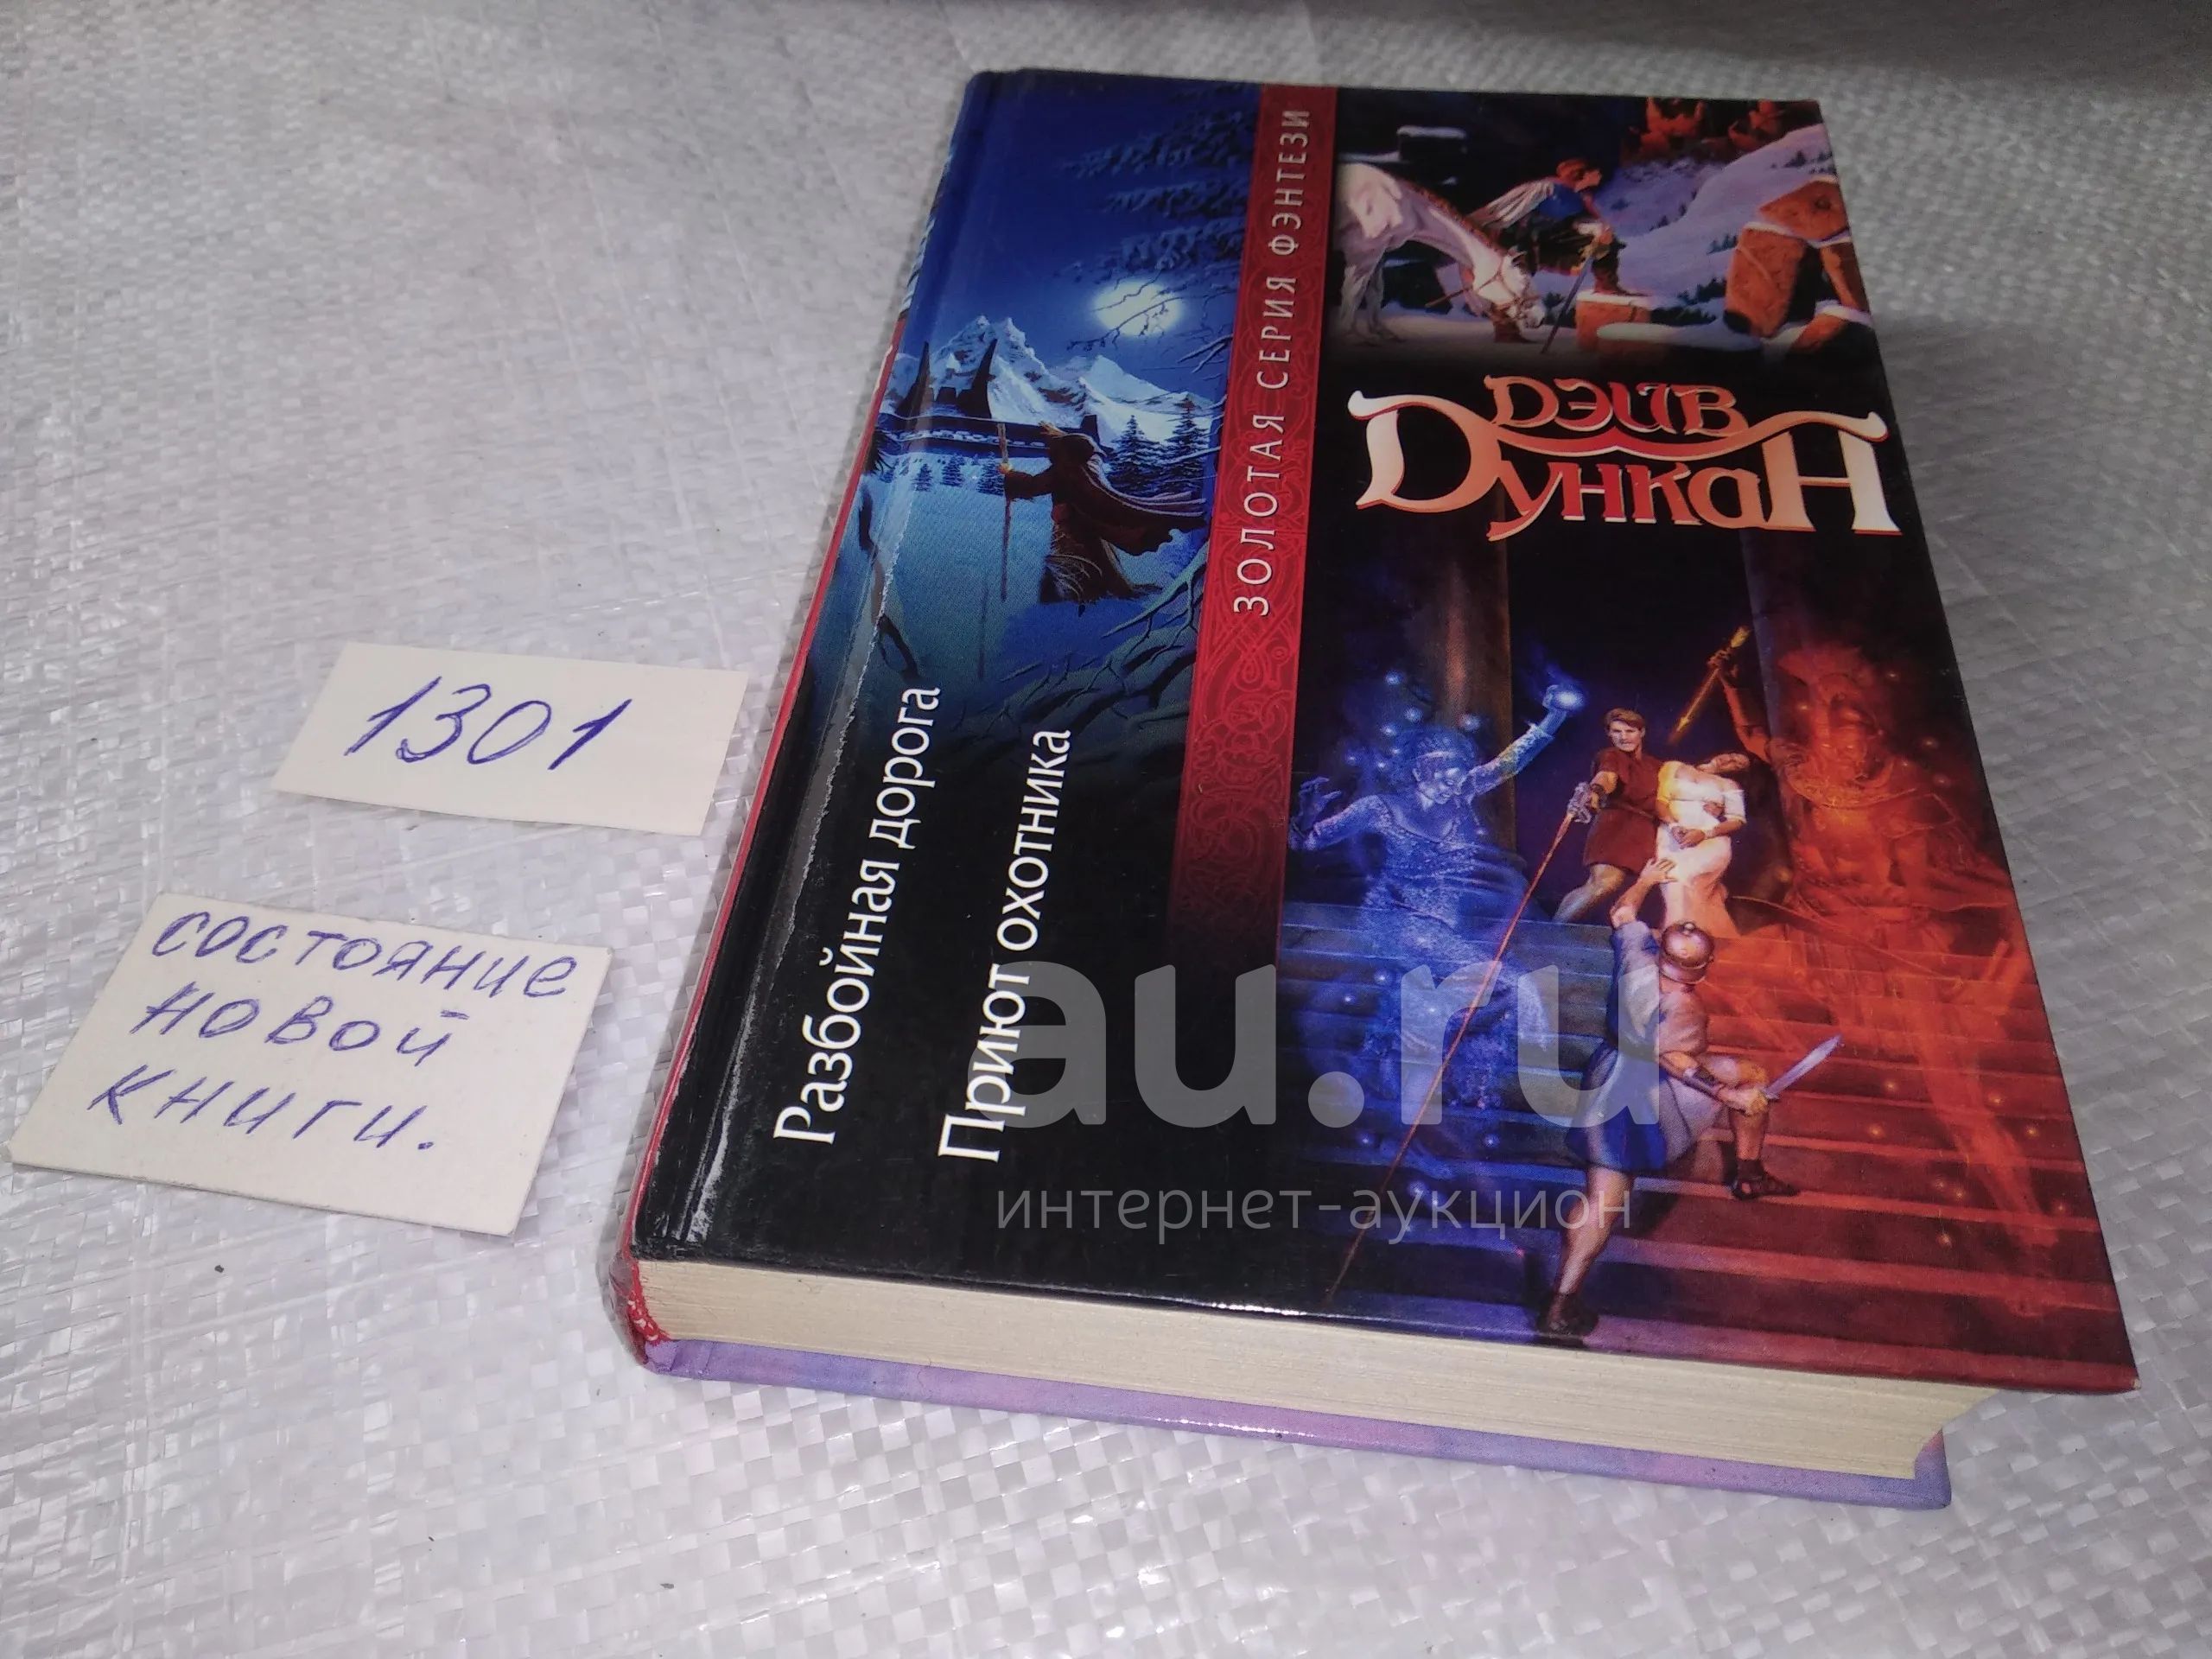 ЗОЛОТАЯ СЕРИЯ ФЭНТЕЗИ
ДЭЙВ
ДУНКАН
Разбойная дорога
Приют охотника
1301
состояние
новой
книги.
au.ru
интернет-аукцион